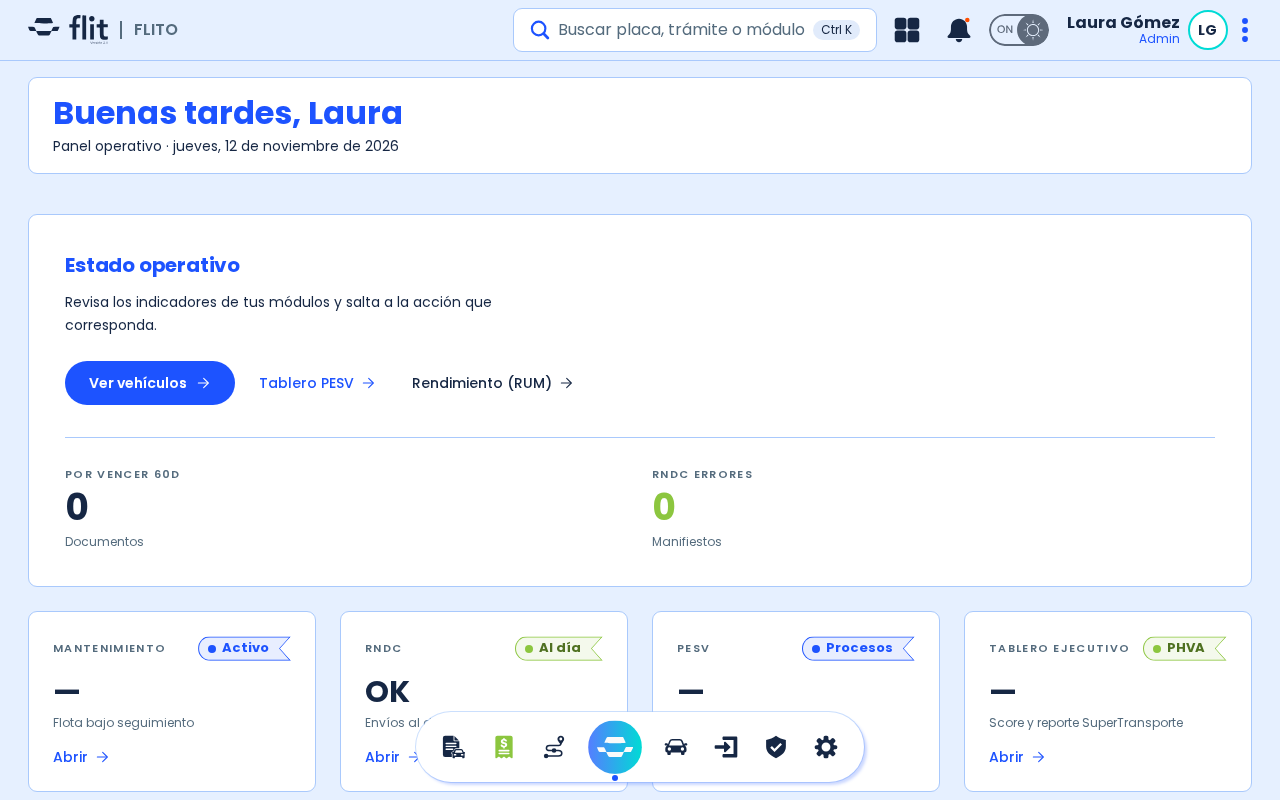 flit | FLITO
Buscar placa, trámite o módulo Ctrl K
ON
Laura Gómez
Admin
LG
Buenas tardes, Laura
Panel operativo · jueves, 12 de noviembre de 2026
Estado operativo
Revisa los indicadores de tus módulos y salta a la acción que
corresponda.
Ver vehículos → Tablero PESV → Rendimiento (RUM) →
POR VENCER 60D
0
Documentos
RNDC ERRORES
0
Manifiestos
MANTENIMIENTO Activo
—
Flota bajo seguimiento
Abrir →
RNDC Al día
OK
Envíos al
Abrir →
PESV Procesos
—
TABLERO EJECUTIVO PHVA
—
Score y reporte SuperTransporte
Abrir →